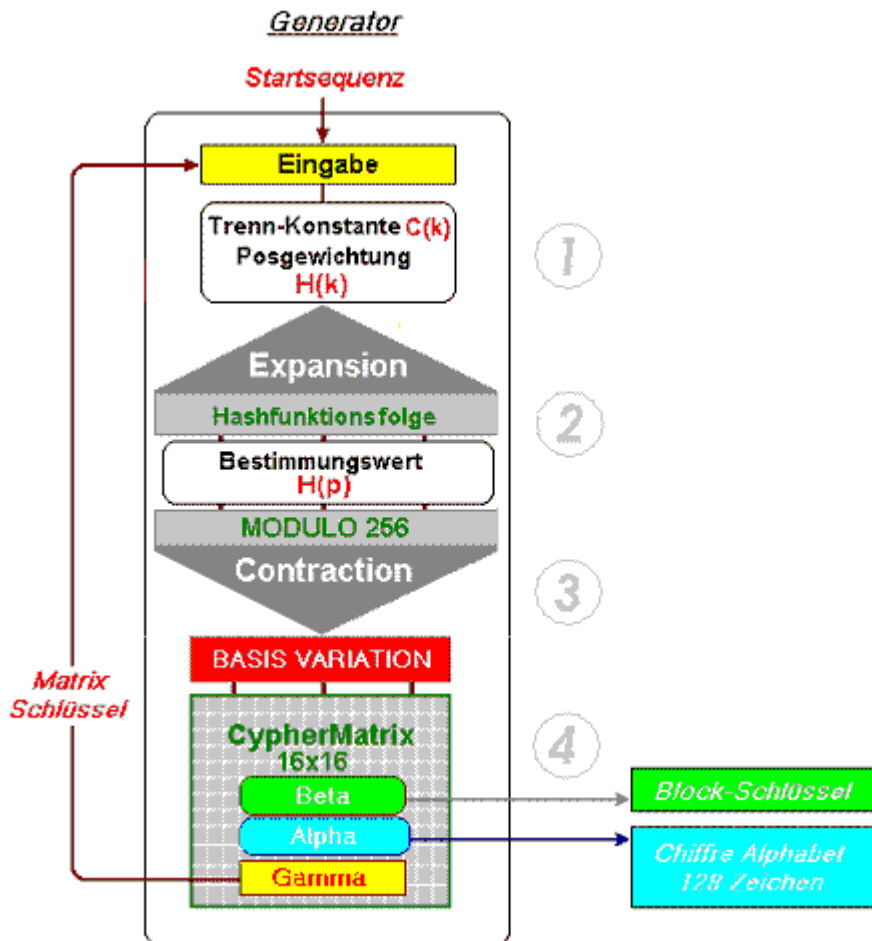 Generator
Startsequenz
Eingabe
Trenn-Konstante C(k)
Posgewichtung
H(k)
1
Expansion
Hashfunktionsfolge
2
Bestimmungswert
H(p)
MODULO 256
Contraction
3
BASIS VARIATION
Matrix
Schlüssel
CypherMatrix
16x16
4
Beta
Block-Schlüssel
Alpha
Chiffre Alphabet
128 Zeichen
Gamma